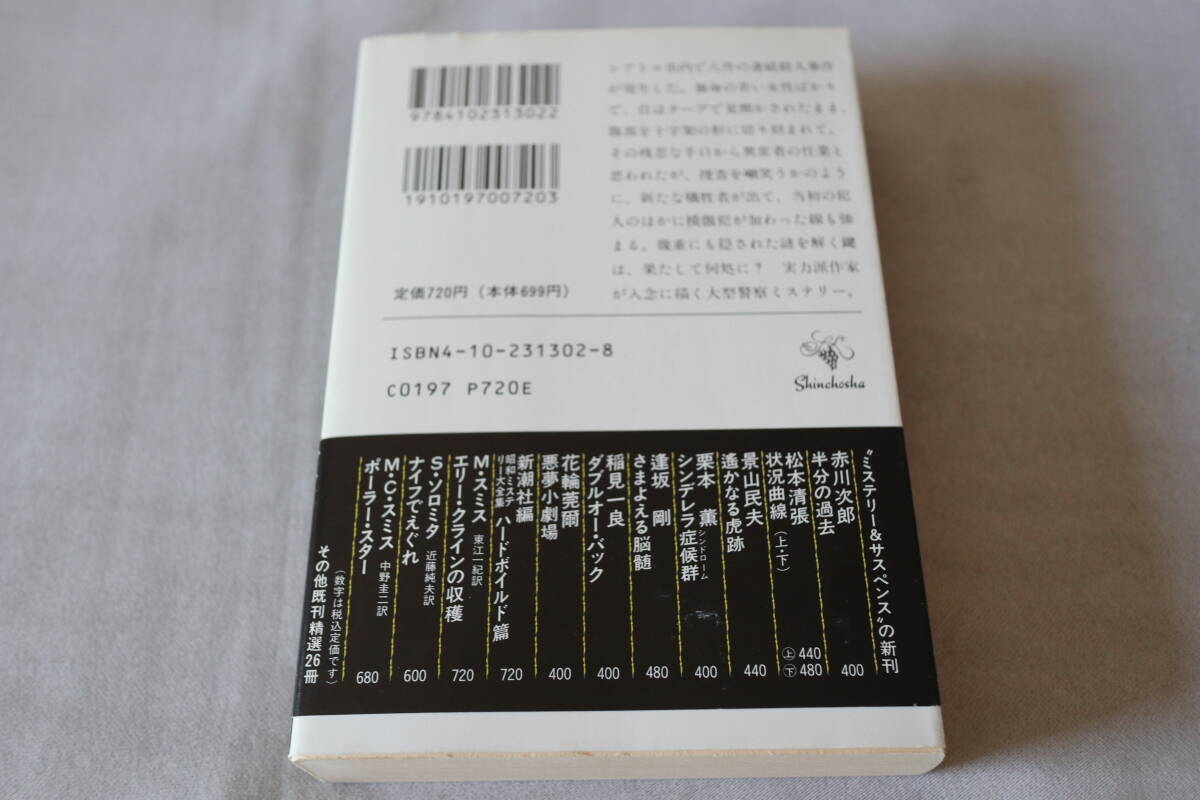 9784102313022
1910197007203
シアトル市内で八件の連続殺人事件
が発生した。独身の若い女性ばかり
で、目はテープで見開かされたまま、
腹部を十字架の形に切り刻まれて。
その残忍な手口から異常者の仕業と
思われたが、捜査を嘲笑うかのよう
に、新たな犠牲者が出て、当初の犯
人のほかに模倣犯が加わった線も強
まる。幾重にも隠された謎を解く鍵
は、果たして何処に？　実力派作家
が入念に描く大型警察ミステリー。
定価720円（本体699円）
ISBN4-10-231302-8
C0197 P720E
Shinchosha
“ミステリー&サスペンス”の新刊
赤川次郎
半分の過去 400
松本清張
状況曲線（上・下） 上440 下480
景山民夫
遙かなる虎跡 440
栗本 薫
シンデレラ症候群 シンドローム 400
逢坂 剛
さまよえる脳髄 480
稲見一良
ダブルオー・バック 400
花輪莞爾
悪夢小劇場 400
新潮社編
昭和ミステリー大全集 ハードボイルド篇 720
M・スミス 東江一紀訳
エリー・クラインの収穫 720
S・ソロミタ 近藤純夫訳
ナイフでえぐれ 600
M・C・スミス 中野圭二訳
ポーラー・スター 680
（数字は税込定価です）
その他既刊精選26冊